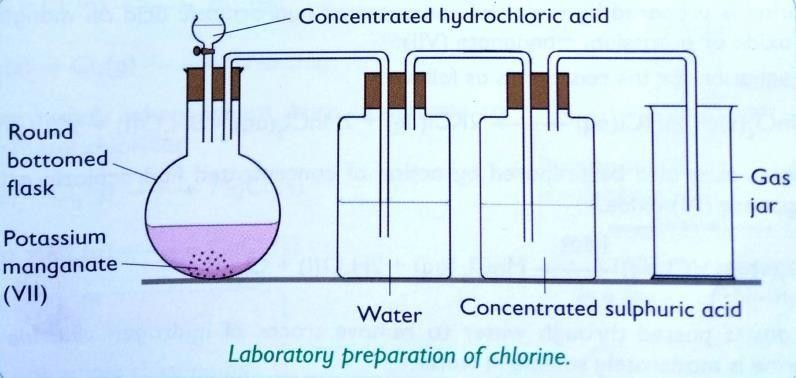 Concentrated hydrochloric acid
Round
bottomed
flask
Potassium
manganate
(VII)
Gas
jar
Water
Concentrated sulphuric acid
Laboratory preparation of chlorine.